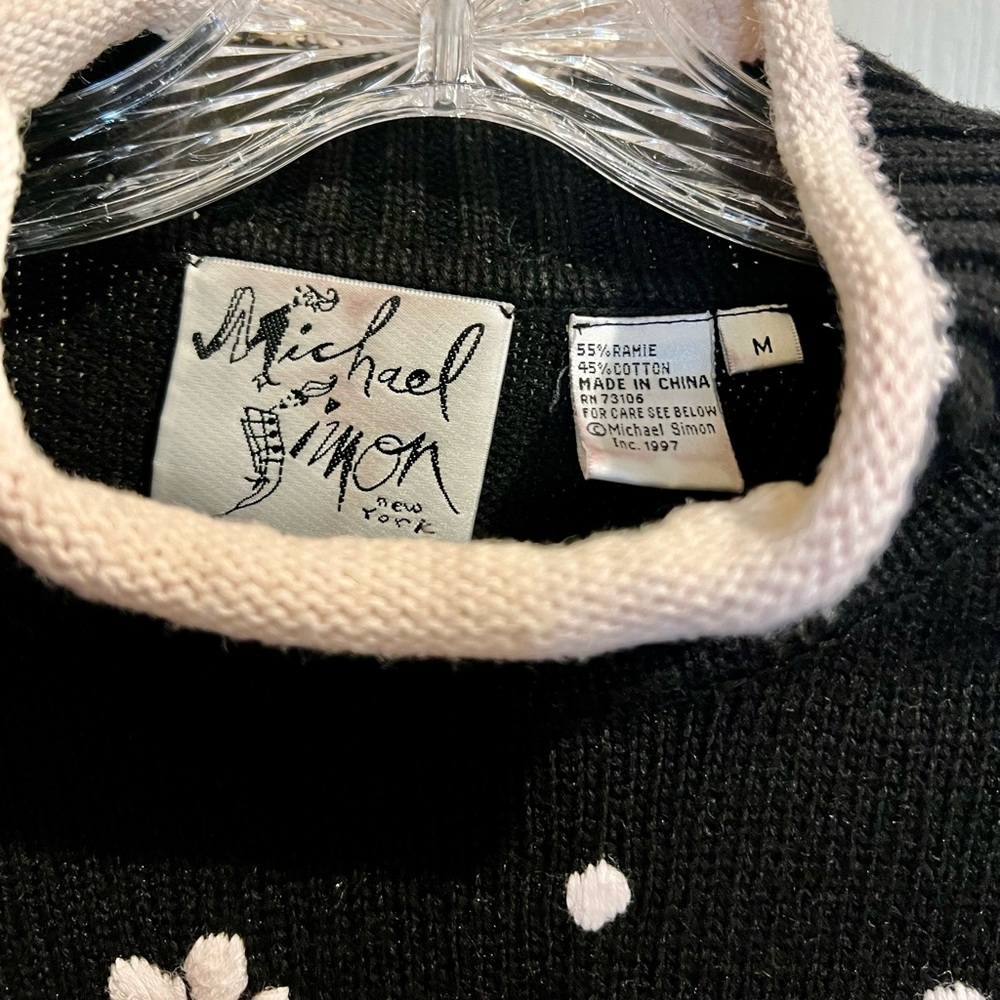 Michael
Simon
new
York
55% RAMIE
45% COTTON
MADE IN CHINA
RN 73106
FOR CARE SEE BELOW
©Michael Simon
Inc. 1997
M